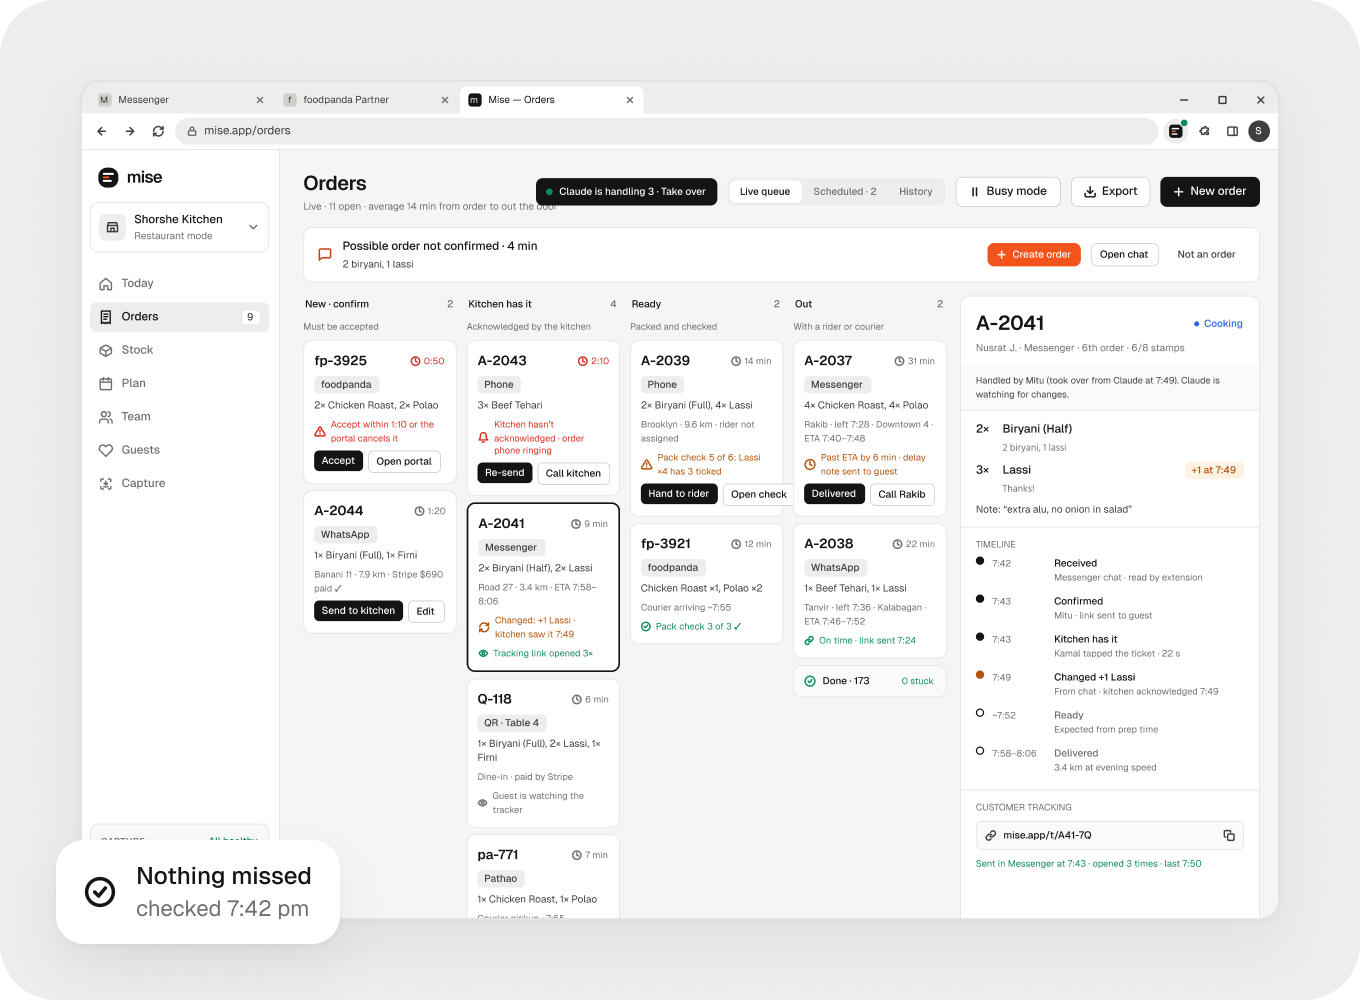 M Messenger
f foodpanda Partner
m Mise — Orders
mise.app/orders
S
mise
Shorshe Kitchen
Restaurant mode
Today
Orders 9
Stock
Plan
Team
Guests
Capture
Nothing missed
checked 7:42 pm
Orders
Live · 11 open · average 14 min from order to out the door
Claude is handling 3 · Take over
Live queue
Scheduled · 2
History
Busy mode
Export
New order
Possible order not confirmed · 4 min
2 biryani, 1 lassi
Create order
Open chat
Not an order
New · confirm 2
Must be accepted
fp-3925 0:50
foodpanda
2× Chicken Roast, 2× Polao
Accept within 1:10 or the
portal cancels it
Accept
Open portal
A-2044 1:20
WhatsApp
1× Biryani (Full), 1× Firni
Banani 11 · 7.9 km · Stripe $690
paid ✓
Send to kitchen
Edit
Kitchen has it 4
Acknowledged by the kitchen
A-2043 2:10
Phone
3× Beef Tehari
Kitchen hasn't
acknowledged · order
phone ringing
Re-send
Call kitchen
A-2041 9 min
Messenger
2× Biryani (Half), 2× Lassi
Road 27 · 3.4 km · ETA 7:58–
8:06
Changed: +1 Lassi ·
kitchen saw it 7:49
Tracking link opened 3×
Q-118 6 min
QR · Table 4
1× Biryani (Full), 2× Lassi, 1×
Firni
Dine-in · paid by Stripe
Guest is watching the
tracker
pa-771 7 min
Pathao
1× Chicken Roast, 1× Polao
Ready 2
Packed and checked
A-2039 14 min
Phone
2× Biryani (Full), 4× Lassi
Brooklyn · 9.6 km · rider not
assigned
Pack check 5 of 6: Lassi
×4 has 3 ticked
Hand to rider
Open check
fp-3921 12 min
foodpanda
Chicken Roast ×1, Polao ×2
Courier arriving ~7:55
Pack check 3 of 3 ✓
Out 2
With a rider or courier
A-2037 31 min
Messenger
4× Chicken Roast, 4× Polao
Rakib · left 7:28 · Downtown 4 ·
ETA 7:40–7:48
Past ETA by 6 min · delay
note sent to guest
Delivered
Call Rakib
A-2038 22 min
WhatsApp
1× Beef Tehari, 1× Lassi
Tanvir · left 7:36 · Kalabagan ·
ETA 7:46–7:52
On time · link sent 7:24
Done · 173 0 stuck
A-2041 Cooking
Nusrat J. · Messenger · 6th order · 6/8 stamps
Handled by Mitu (took over from Claude at 7:49). Claude is
watching for changes.
2× Biryani (Half)
2 biryani, 1 lassi
3× Lassi +1 at 7:49
Thanks!
Note: “extra alu, no onion in salad”
TIMELINE
7:42 Received
Messenger chat · read by extension
7:43 Confirmed
Mitu · link sent to guest
7:43 Kitchen has it
Kamal tapped the ticket · 22 s
7:49 Changed +1 Lassi
From chat · kitchen acknowledged 7:49
~7:52 Ready
Expected from prep time
7:58–8:06 Delivered
3.4 km at evening speed
CUSTOMER TRACKING
mise.app/t/A41-7Q
Sent in Messenger at 7:43 · opened 3 times · last 7:50